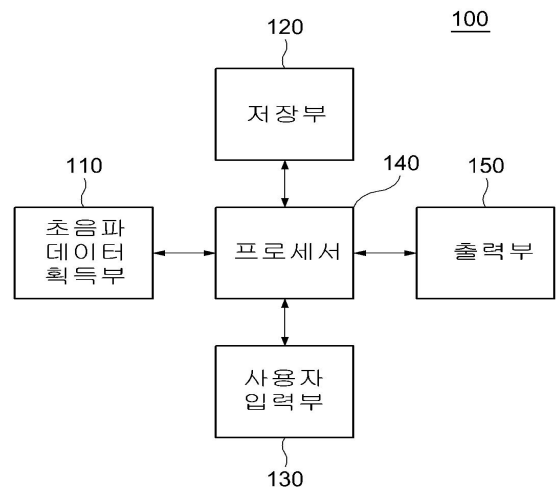 100
120
저장부
110
초음파
데이터
획득부
140
프로세서
150
출력부
사용자
입력부
130